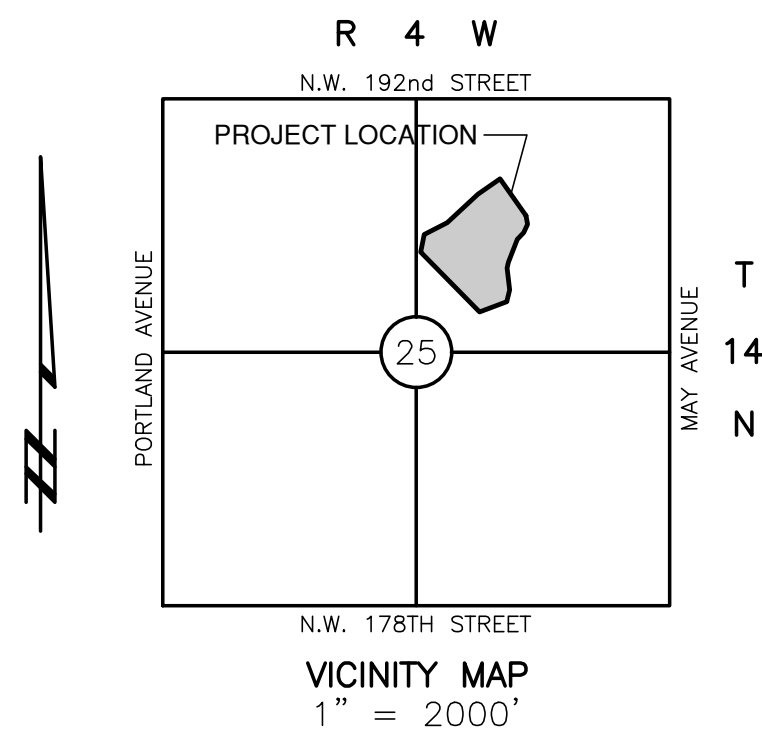 R 4 W
N.W. 192nd STREET
PROJECT LOCATION
PORTLAND AVENUE
25
MAY AVENUE
T
14
N
N
N.W. 178TH STREET
VICINITY MAP
1" = 2000'